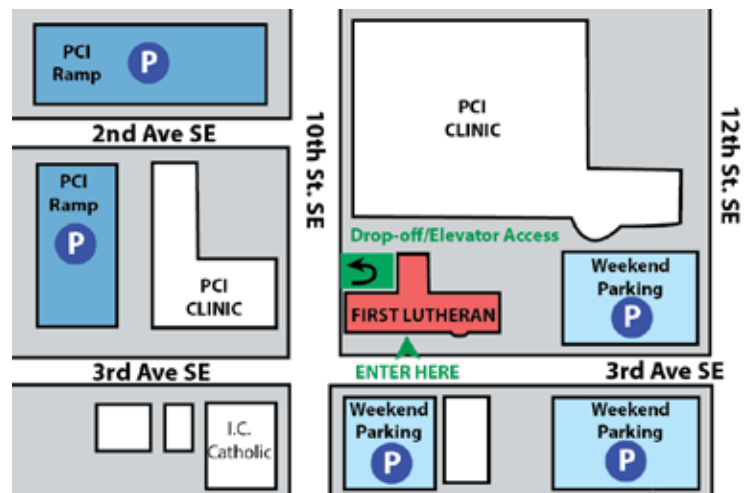 PCI
Ramp
P
2nd Ave SE
10th St. SE
PCI
CLINIC
12th St. SE
PCI
Ramp
P
PCI
CLINIC
Drop-off/Elevator Access
FIRST LUTHERAN
Weekend
Parking
P
3rd Ave SE
ENTER HERE
3rd Ave SE
I.C.
Catholic
Weekend
Parking
P
Weekend
Parking
P